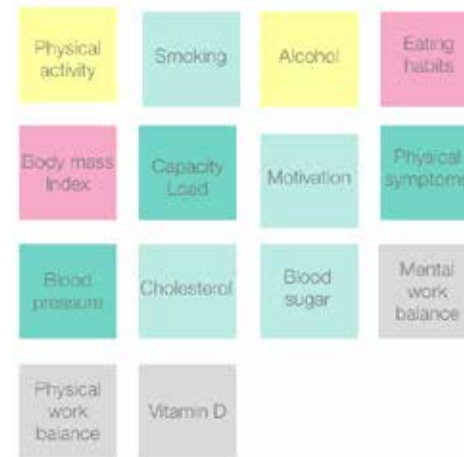 Physical
activity
Smoking
Alcohol
Eating
habits
Body mass
Index
Capacity
Load
Motivation
Physical
symptoms
Blood
pressure
Cholesterol
Blood
sugar
Mental
work
balance
Physical
work
balance
Vitamin D